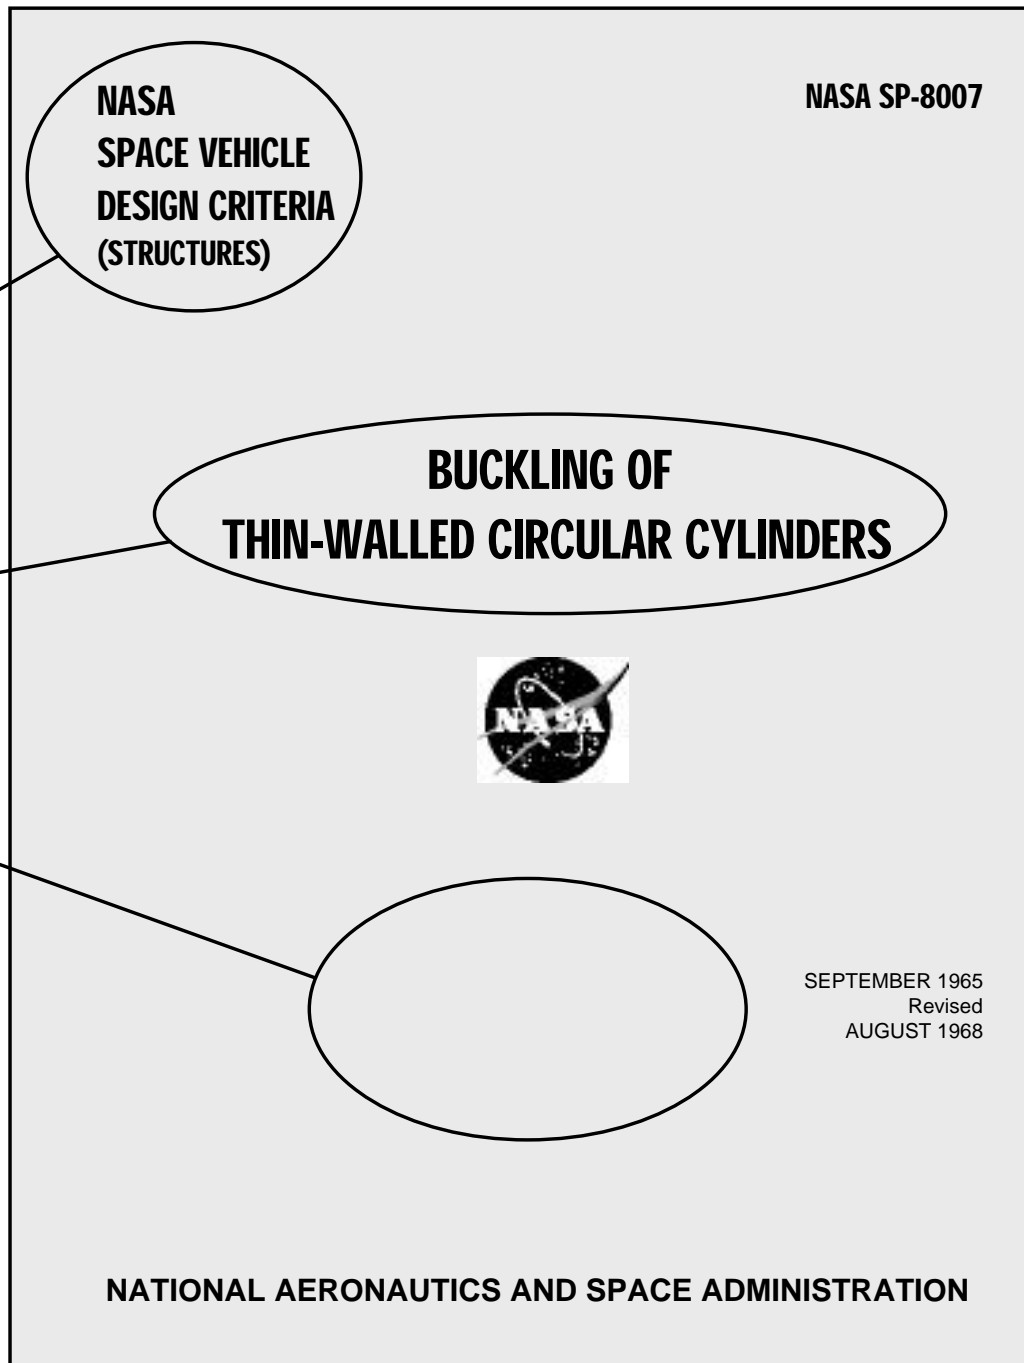 NASA
SPACE VEHICLE
DESIGN CRITERIA
(STRUCTURES)
NASA SP-8007
BUCKLING OF
THIN-WALLED CIRCULAR CYLINDERS
NASA
SEPTEMBER 1965
Revised
AUGUST 1968
NATIONAL AERONAUTICS AND SPACE ADMINISTRATION